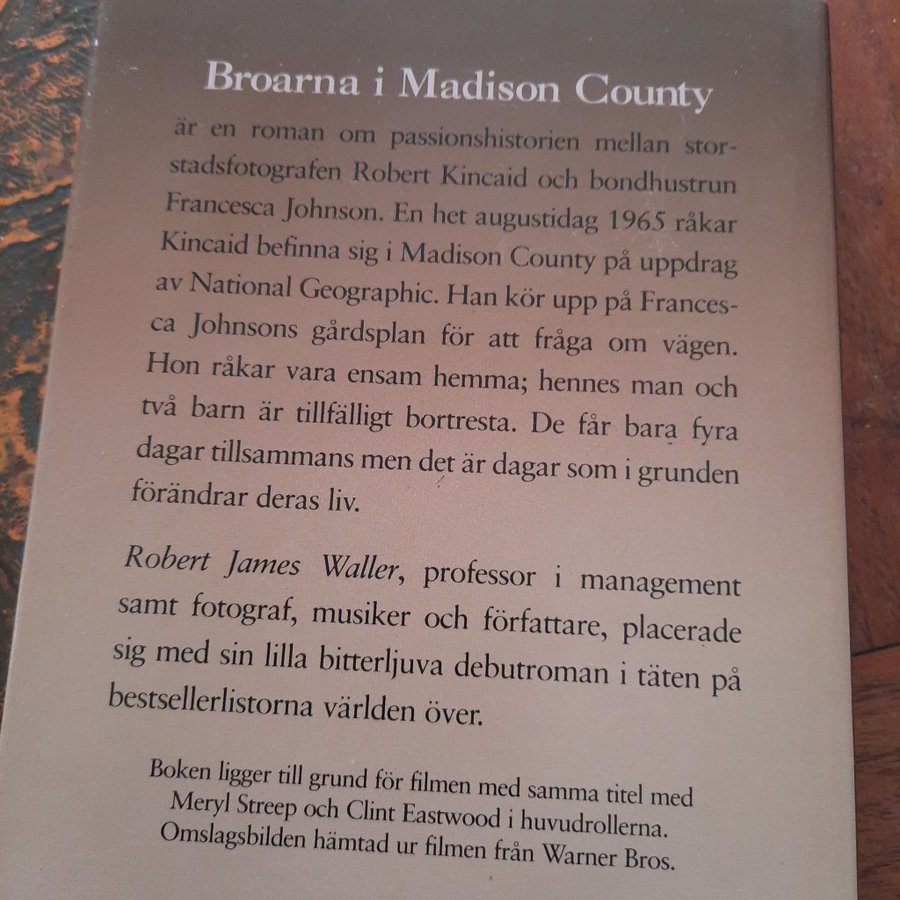 Broarna i Madison County
är en roman om passionshistorien mellan stor-
stadsfotografen Robert Kincaid och bondhustrun
Francesca Johnson. En het augustidag 1965 råkar
Kincaid befinna sig i Madison County på uppdrag
av National Geographic. Han kör upp på Frances-
ca Johnsons gårdsplan för att fråga om vägen.
Hon råkar vara ensam hemma; hennes man och
två barn är tillfälligt bortresta. De får bara fyra
dagar tillsammans men det är dagar som i grunden
förändrar deras liv.
Robert James Waller, professor i management
samt fotograf, musiker och författare, placerade
sig med sin lilla bitterljuva debutroman i täten på
bestsellerlistorna världen över.
Boken ligger till grund för filmen med samma titel med
Meryl Streep och Clint Eastwood i huvudrollerna.
Omslagsbilden hämtad ur filmen från Warner Bros.